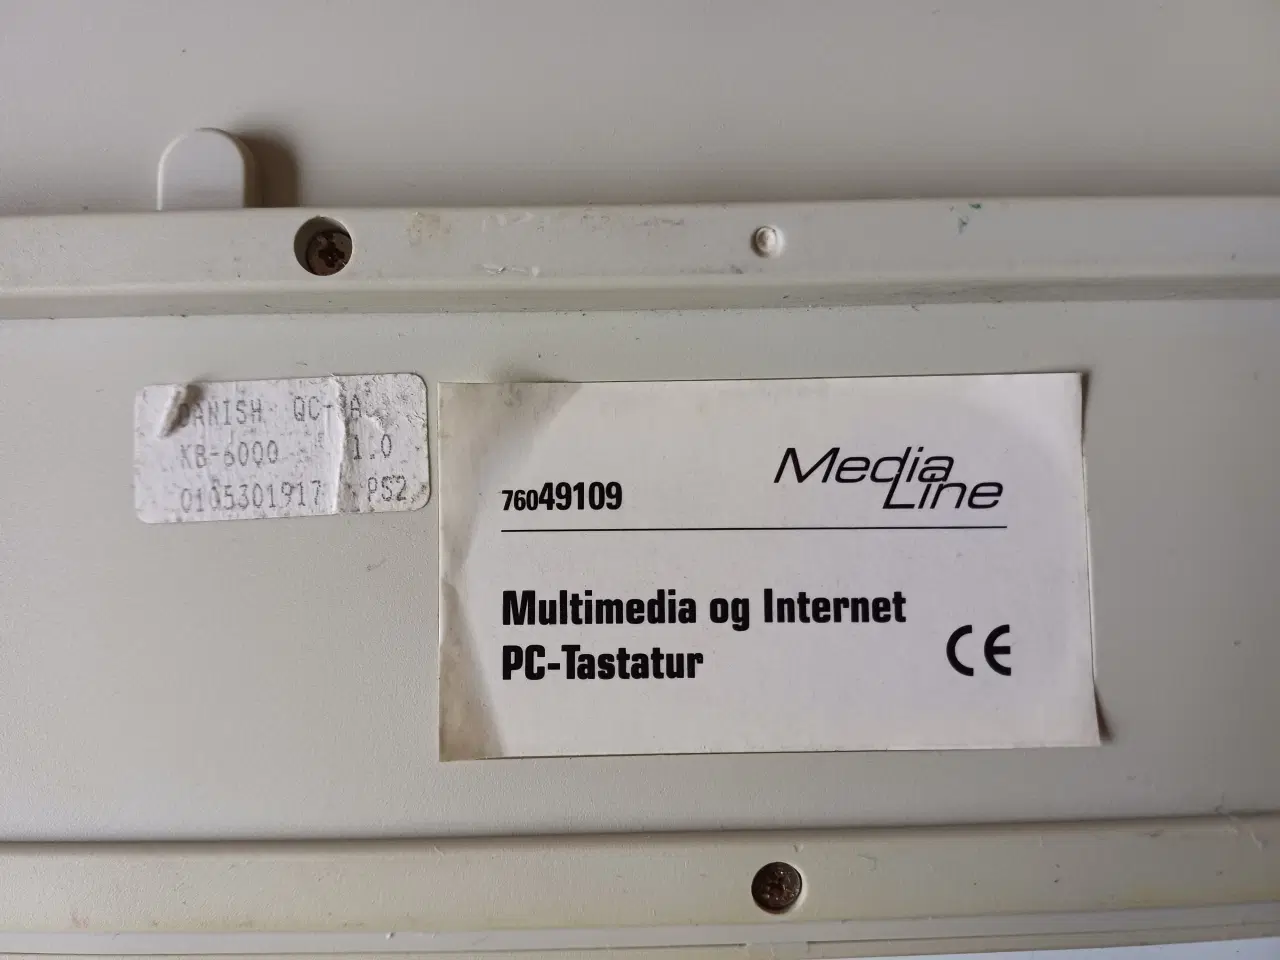 DANISH QC-
KB-6000 1.0
0105301917 PS2
76049109
Media
Line
Multimedia og Internet
PC-Tastatur
CE